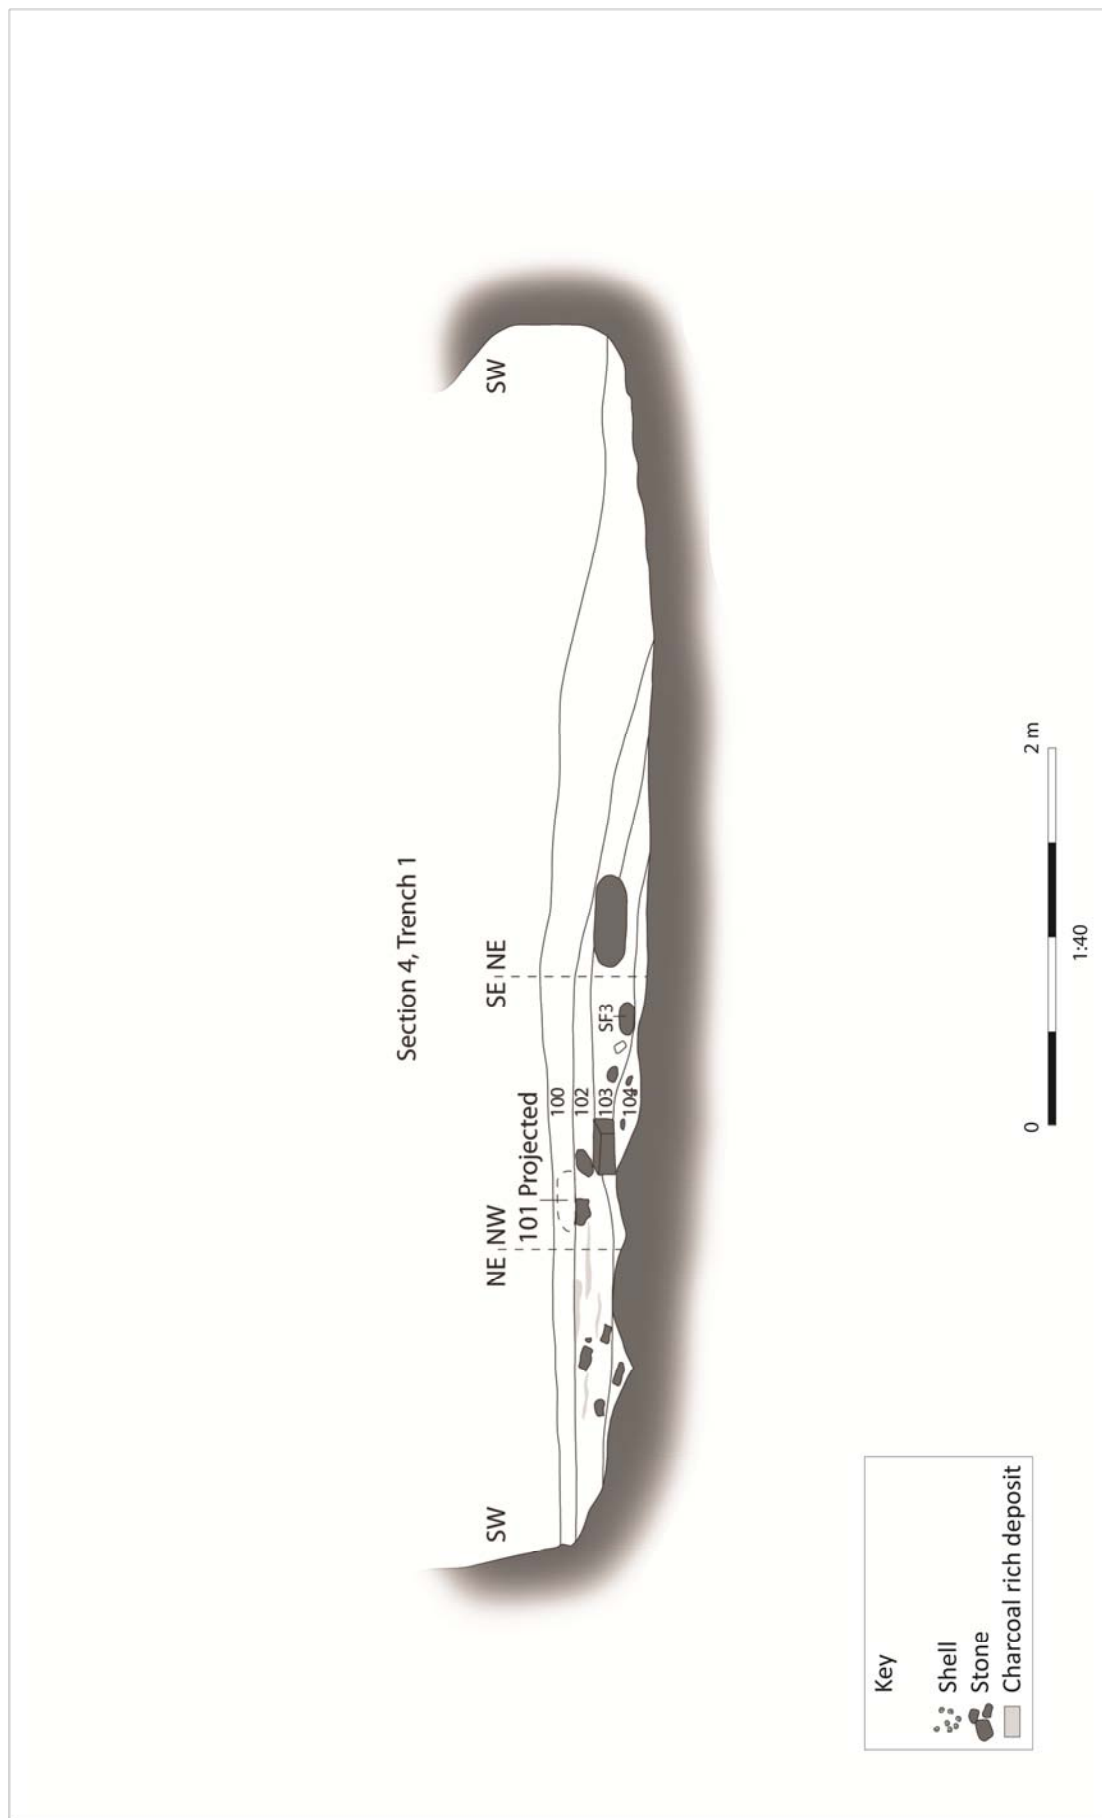 Section 4, Trench 1
SW
NE NW
SE NE
SW
101 Projected
100
102
103
104
SF3
0
2 m
1:40
Key
Shell
Stone
Charcoal rich deposit